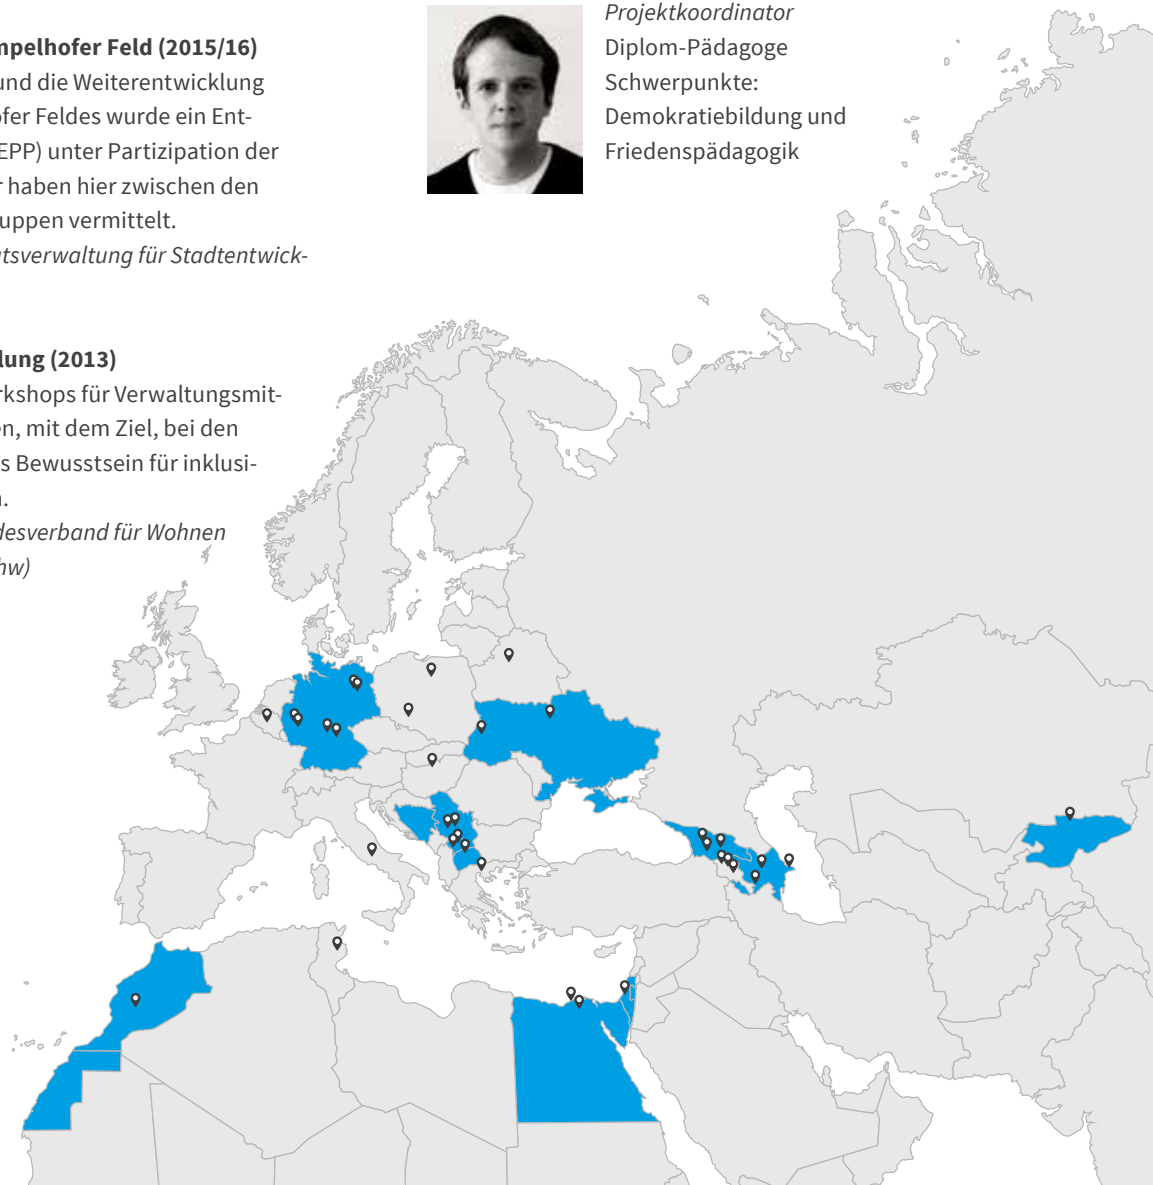 mpelhofer Feld (2015/16)
und die Weiterentwicklung
ofer Feldes wurde ein Ent-
EPP) unter Partizipation der
r haben hier zwischen den
ruppen vermittelt.
atsverwaltung für Stadtentwick-
lung (2013)
rkshops für Verwaltungsmit-
en, mit dem Ziel, bei den
s Bewusstsein für inklusi-
n.
desverband für Wohnen
hw)
Projektkoordinator
Diplom-Pädagoge
Schwerpunkte:
Demokratiebildung und
Friedenspädagogik